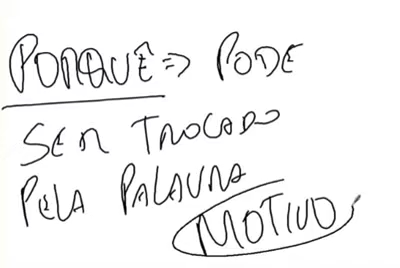 PORQUÊ => PODE
SER TROCADO
PELA PALAVRA
MOTIVO